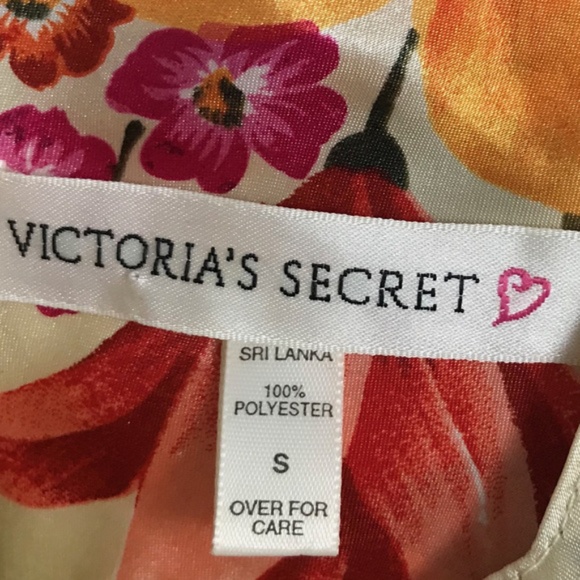 VICTORIA'S SECRET
SRI LANKA
100%
POLYESTER
S
OVER FOR
CARE